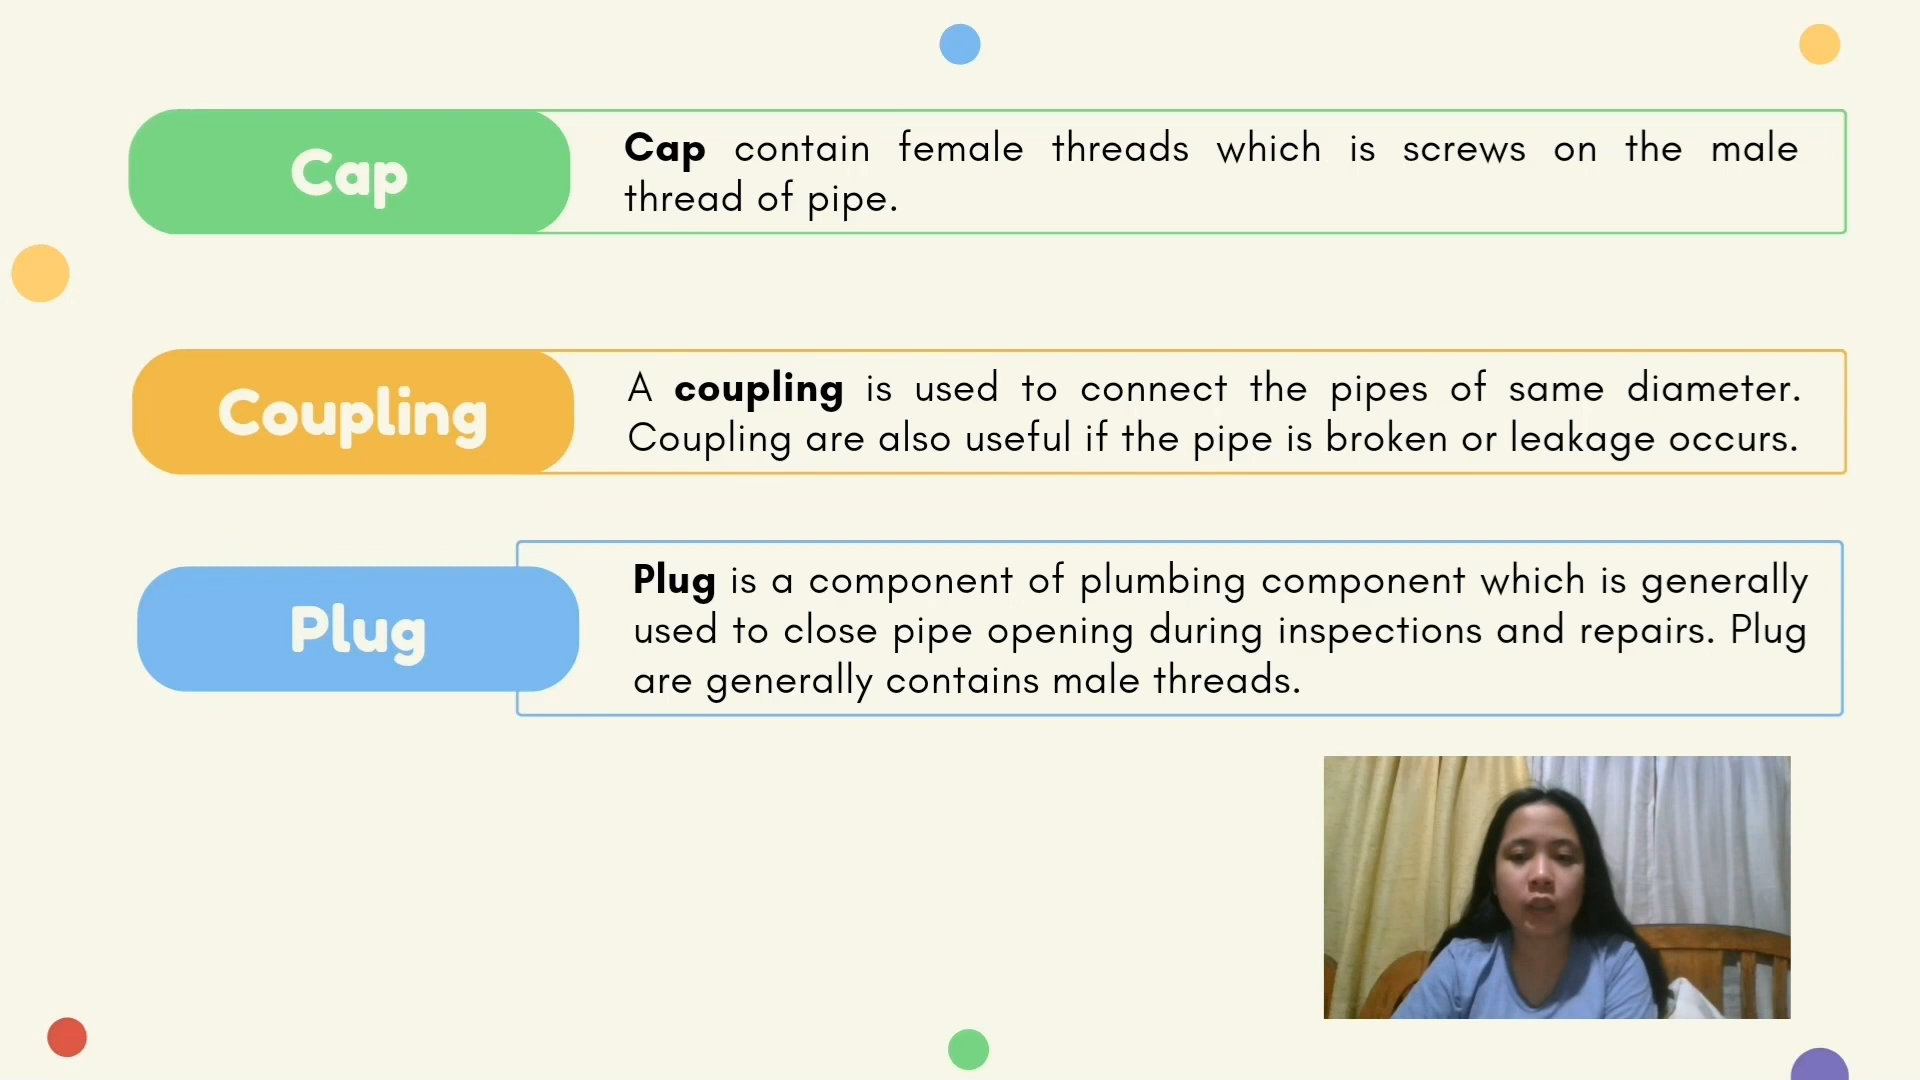 Cap
Cap contain female threads which is screws on the male
thread of pipe.
Coupling
A coupling is used to connect the pipes of same diameter.
Coupling are also useful if the pipe is broken or leakage occurs.
Plug
Plug is a component of plumbing component which is generally
used to close pipe opening during inspections and repairs. Plug
are generally contains male threads.